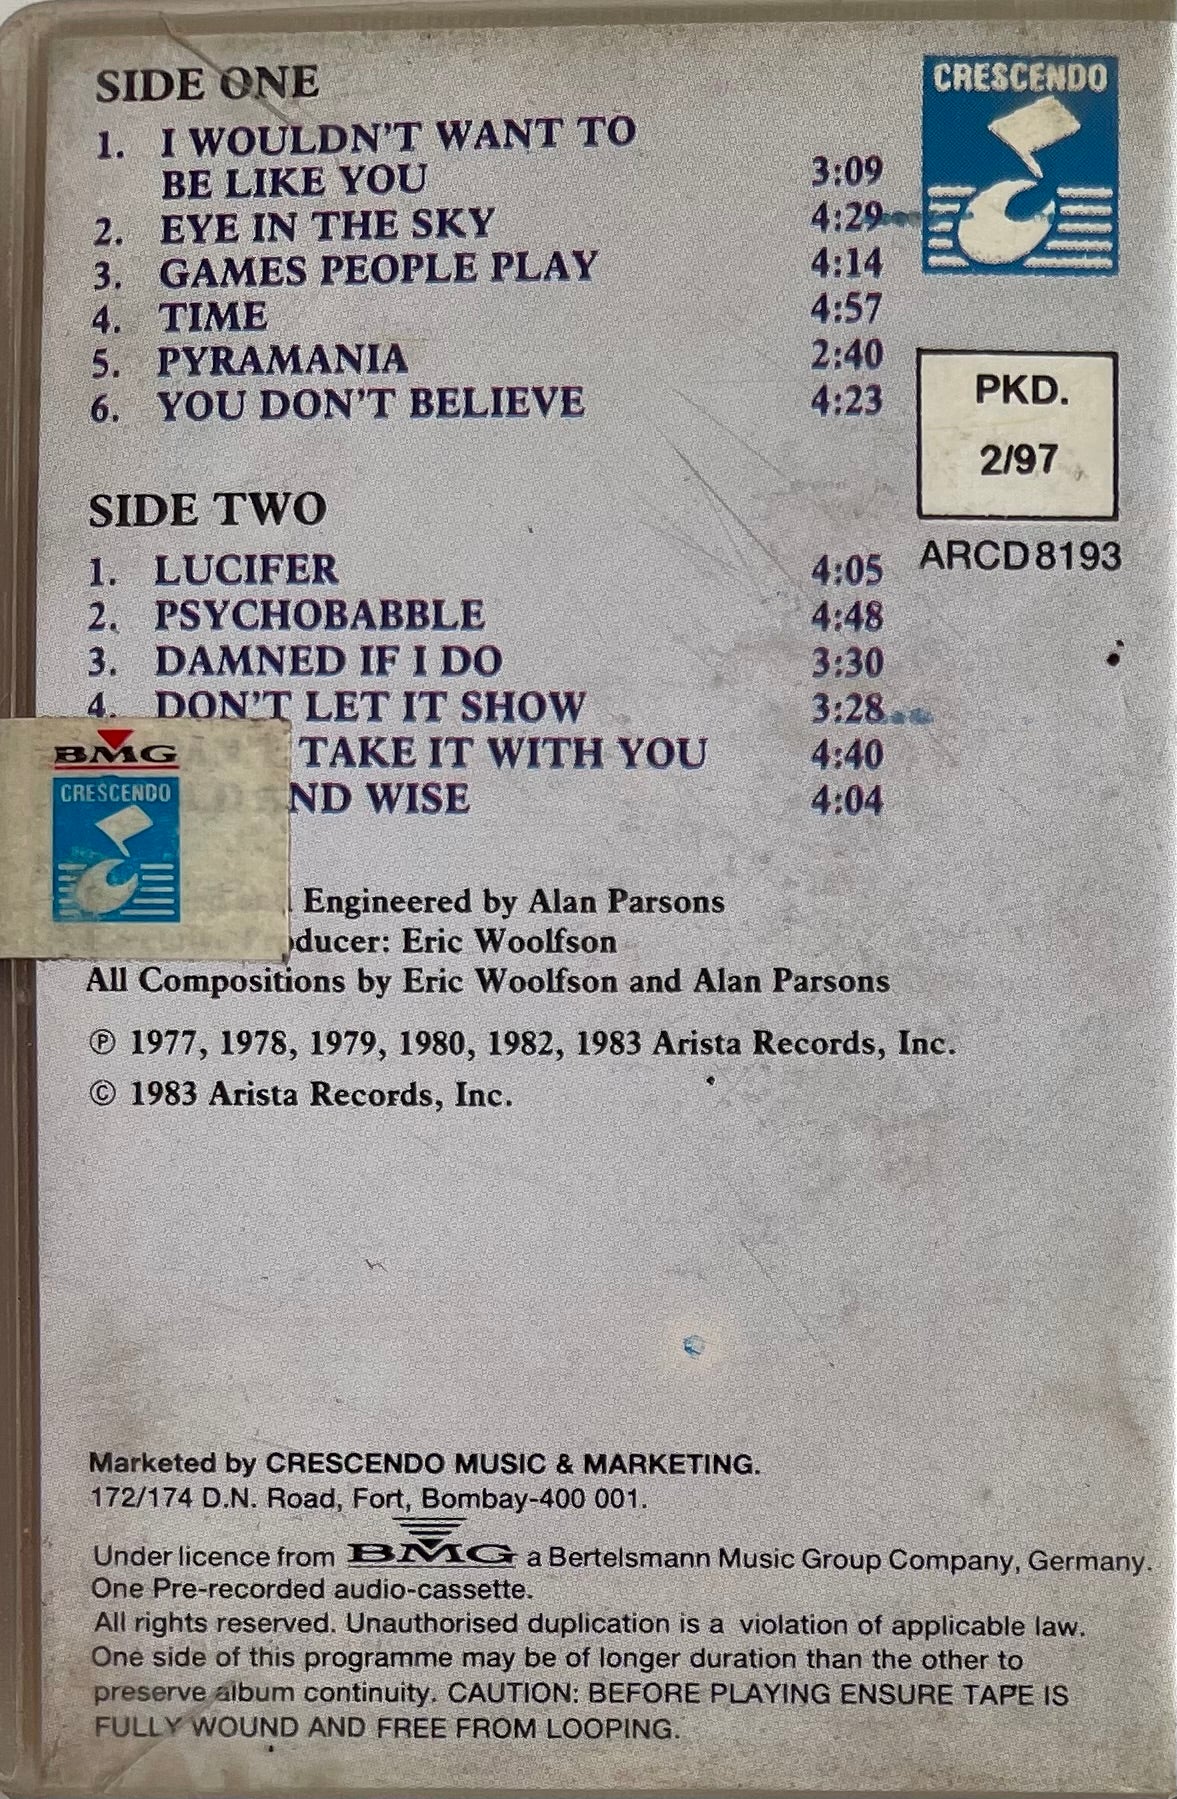 SIDE ONE
1. I WOULDN'T WANT TO
BE LIKE YOU 3:09
2. EYE IN THE SKY 4:29
3. GAMES PEOPLE PLAY 4:14
4. TIME 4:57
5. PYRAMANIA 2:40
6. YOU DON'T BELIEVE 4:23
CRESCENDO
PKD.
2/97
ARCD8193
SIDE TWO
1. LUCIFER 4:05
2. PSYCHOBABBLE 4:48
3. DAMNED IF I DO 3:30
4. DON'T LET IT SHOW 3:28
TAKE IT WITH YOU 4:40
WISE 4:04
BMG
CRESCENDO
Engineered by Alan Parsons
Eric Woolfson
All Compositions by Eric Woolfson and Alan Parsons
℗ 1977, 1978, 1979, 1980, 1982, 1983 Arista Records, Inc.
© 1983 Arista Records, Inc.
Marketed by CRESCENDO MUSIC & MARKETING.
172/174 D.N. Road, Fort, Bombay-400 001.
Under licence from BMG a Bertelsmann Music Group Company, Germany.
One Pre-recorded audio-cassette.
All rights reserved. Unauthorised duplication is a violation of applicable law.
One side of this programme may be of longer duration than the other to
preserve album continuity. CAUTION: BEFORE PLAYING ENSURE TAPE IS
FULLY WOUND AND FREE FROM LOOPING.